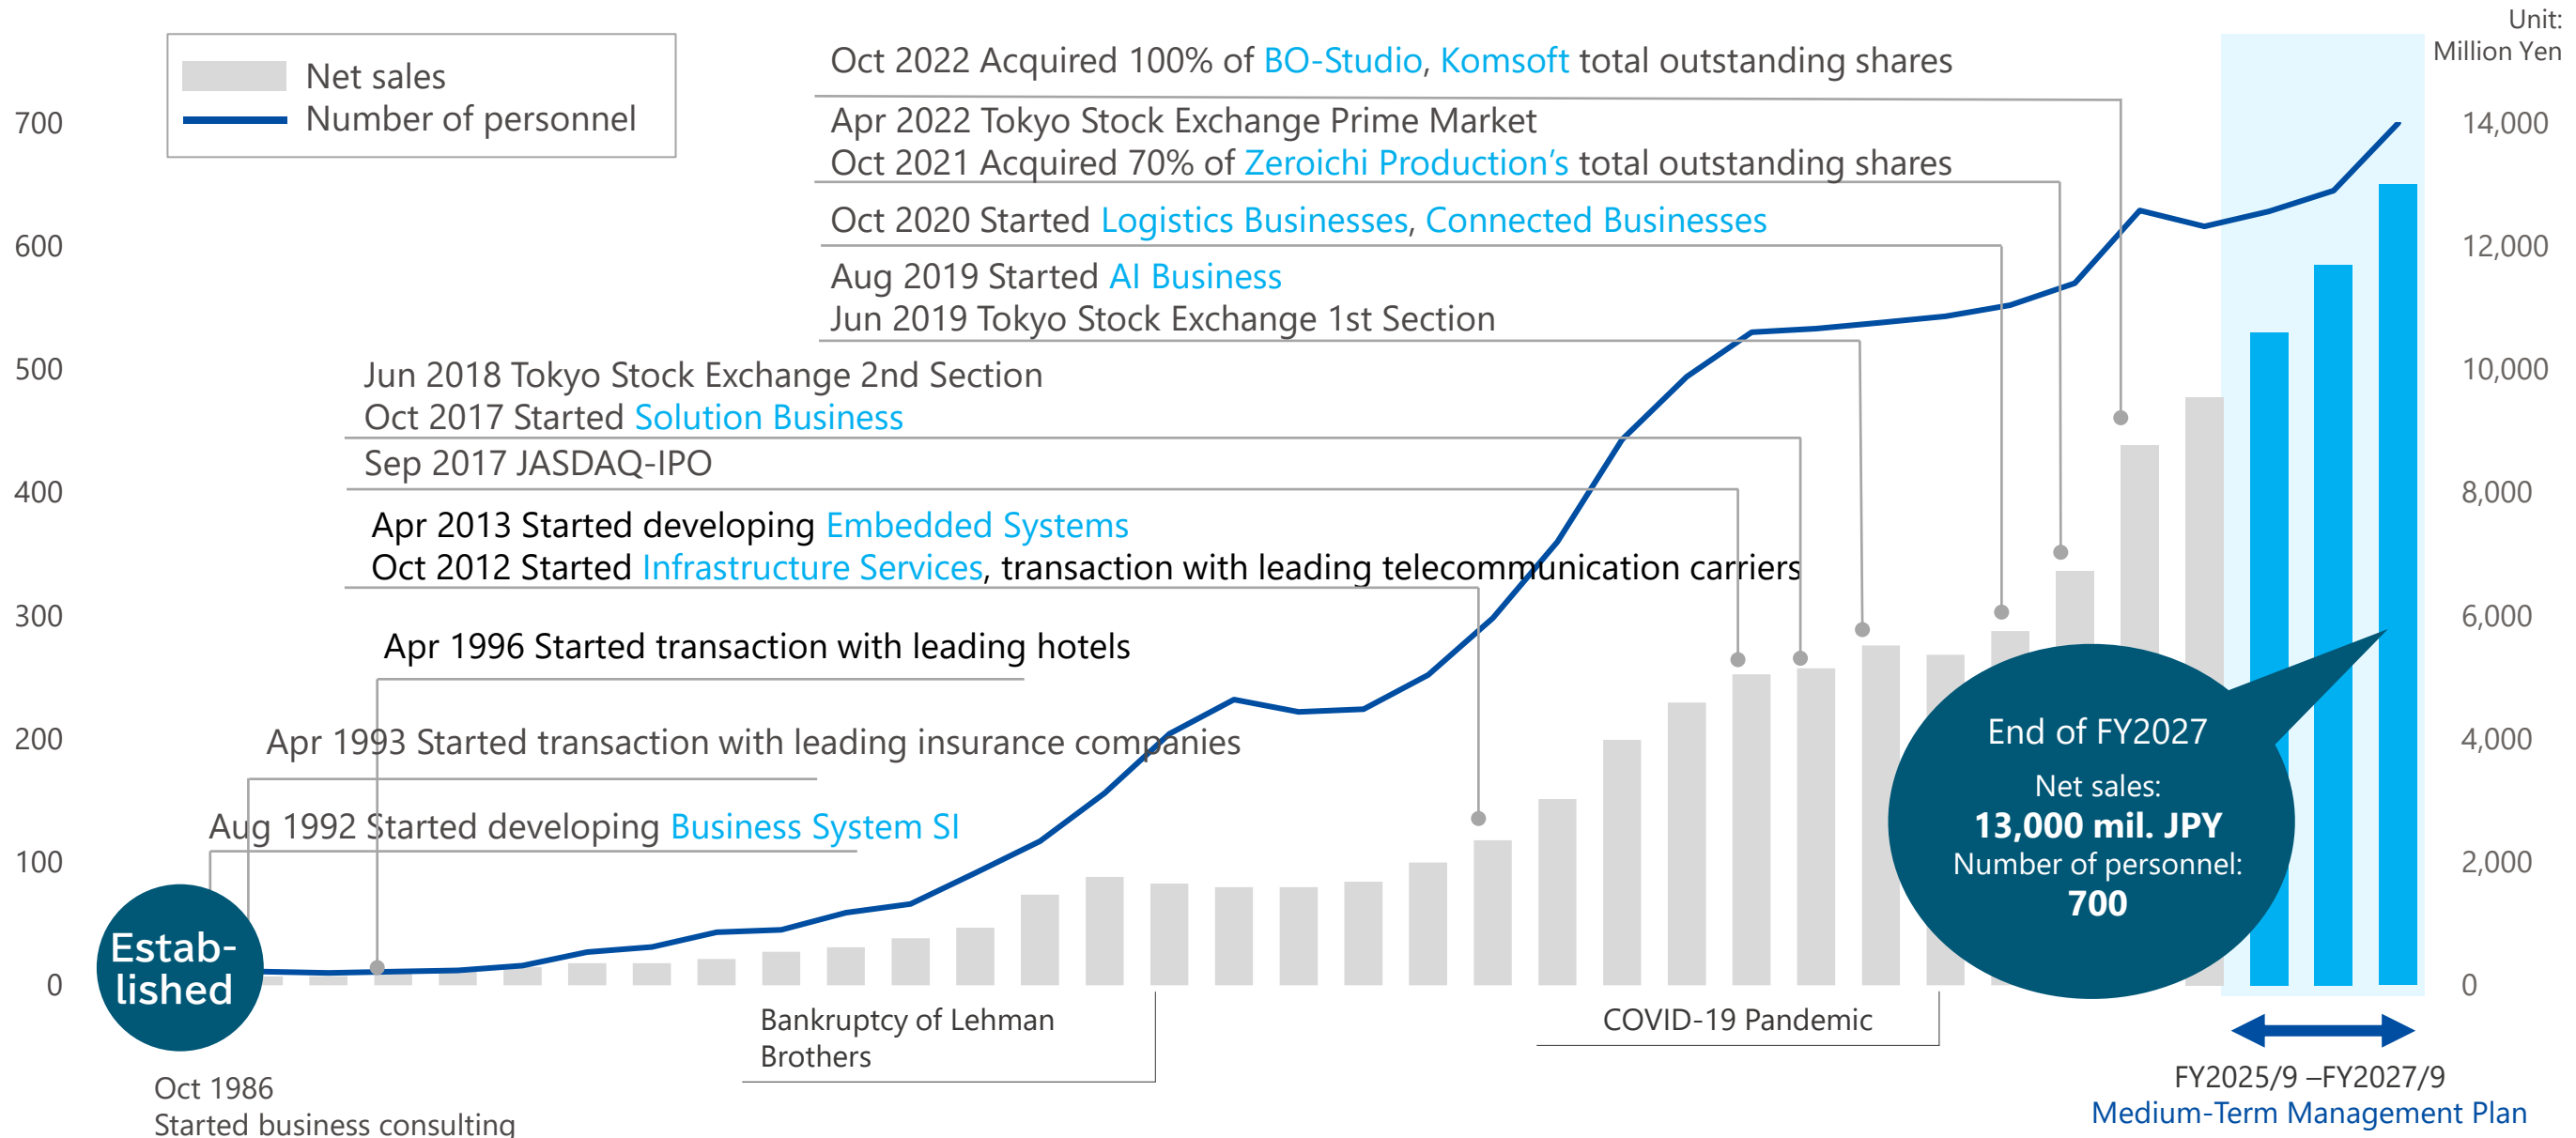 Unit:
Million Yen
Net sales
Number of personnel
Oct 2022 Acquired 100% of BO-Studio, Komsoft total outstanding shares
Apr 2022 Tokyo Stock Exchange Prime Market
Oct 2021 Acquired 70% of Zeroichi Production’s total outstanding shares
Oct 2020 Started Logistics Businesses, Connected Businesses
Aug 2019 Started AI Business
Jun 2019 Tokyo Stock Exchange 1st Section
Jun 2018 Tokyo Stock Exchange 2nd Section
Oct 2017 Started Solution Business
Sep 2017 JASDAQ-IPO
Apr 2013 Started developing Embedded Systems
Oct 2012 Started Infrastructure Services, transaction with leading telecommunication carriers
Apr 1996 Started transaction with leading hotels
Apr 1993 Started transaction with leading insurance companies
Aug 1992 Started developing Business System SI
700
600
500
400
300
200
100
0
14,000
12,000
10,000
8,000
6,000
4,000
2,000
0
Estab-
lished
End of FY2027
Net sales:
13,000 mil. JPY
Number of personnel:
700
Bankruptcy of Lehman
Brothers
COVID-19 Pandemic
Oct 1986
Started business consulting
FY2025/9 –FY2027/9
Medium-Term Management Plan